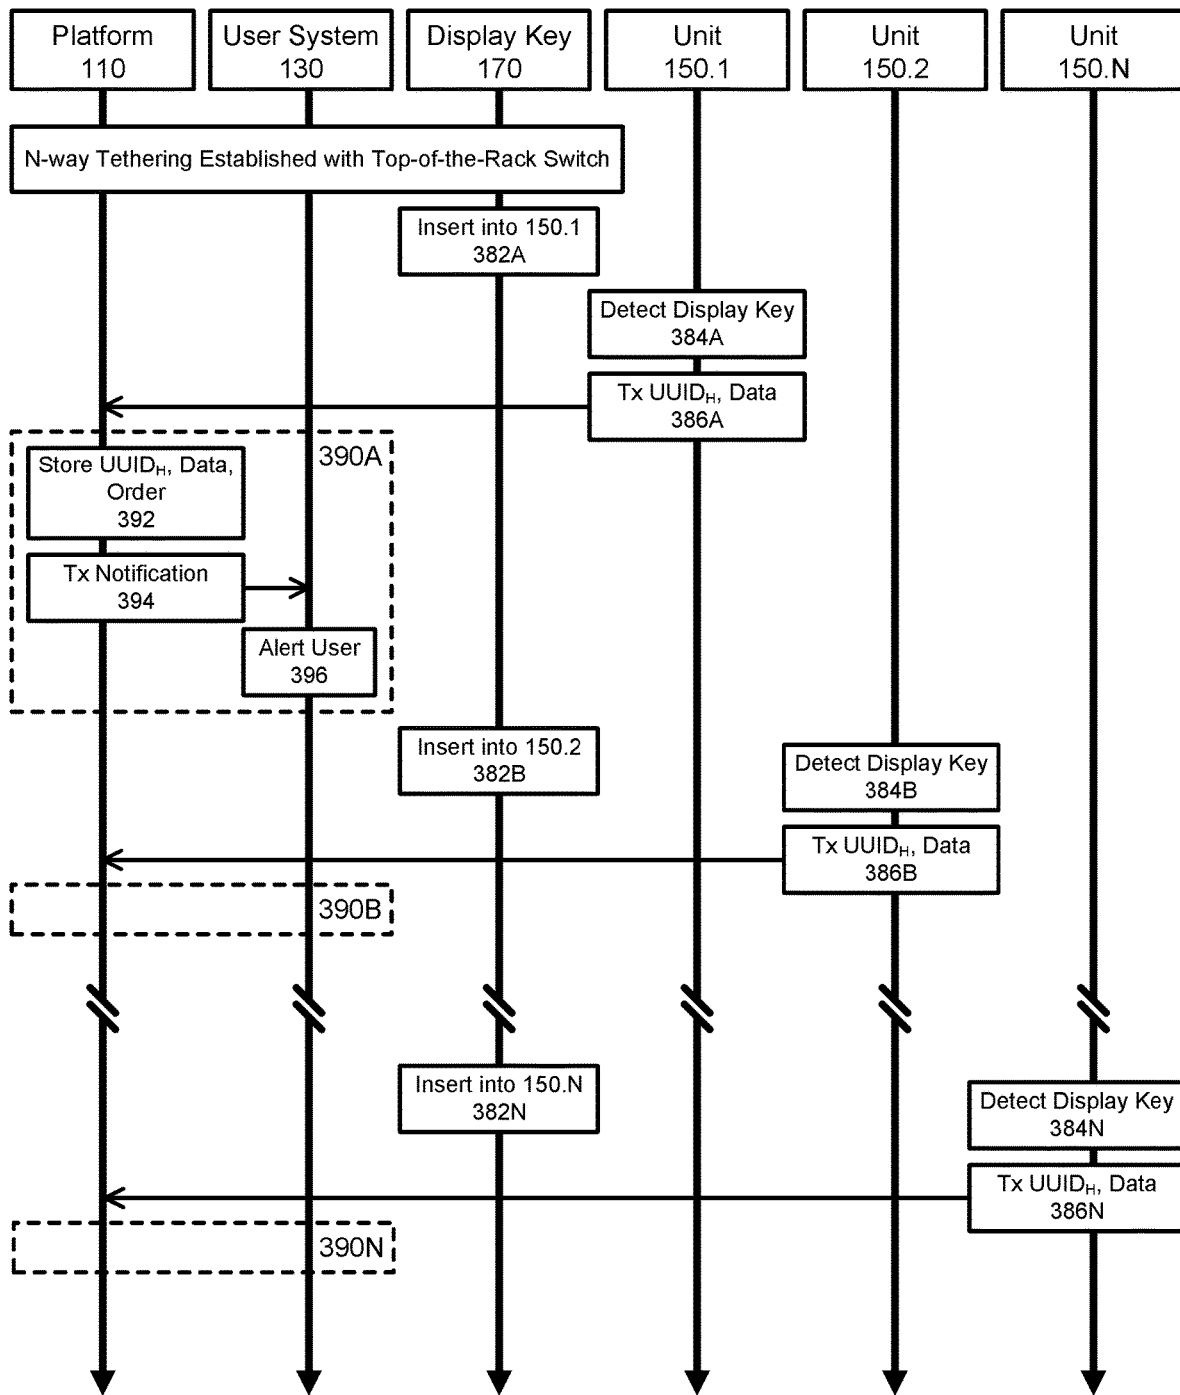 Platform
110
User System
130
Display Key
170
Unit
150.1
Unit
150.2
Unit
150.N
N-way Tethering Established with Top-of-the-Rack Switch
Insert into 150.1
382A
Detect Display Key
384A
Tx UUIDH, Data
386A
390A
Store UUIDH, Data,
Order
392
Tx Notification
394
Alert User
396
Insert into 150.2
382B
Detect Display Key
384B
Tx UUIDH, Data
386B
390B
Insert into 150.N
382N
Detect Display Key
384N
Tx UUIDH, Data
386N
390N